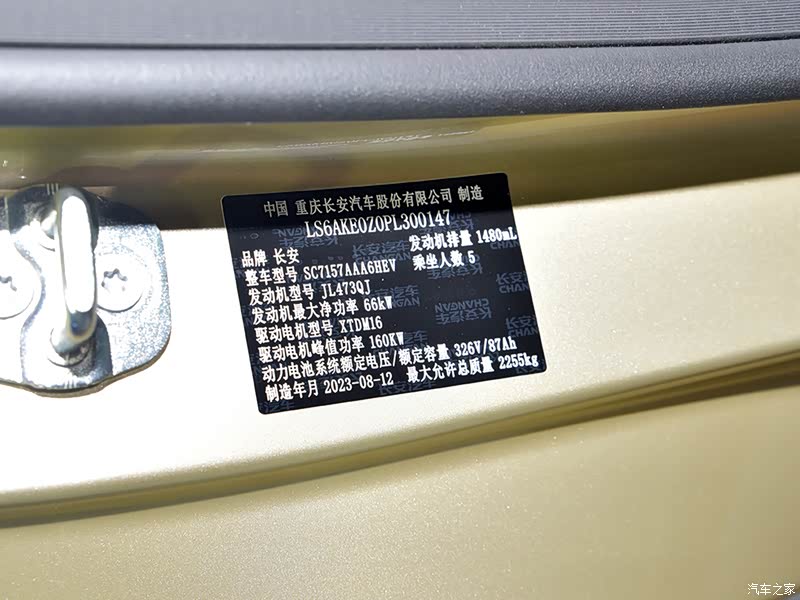 中国 重庆长安汽车股份有限公司 制造
LS6AKE0Z0PL300147
品牌 长安 发动机排量 1480mL
整车型号 SC7157AAA6HEV 乘坐人数 5
发动机型号 JL473QJ
发动机最大净功率 66kW
驱动电机型号 XTDM16
驱动电机峰值功率 160KW
动力电池系统额定电压/额定容量 326V/87Ah
制造年月 2023-08-12 最大允许总质量 2255kg
长安汽车
CHANGAN
汽车之家